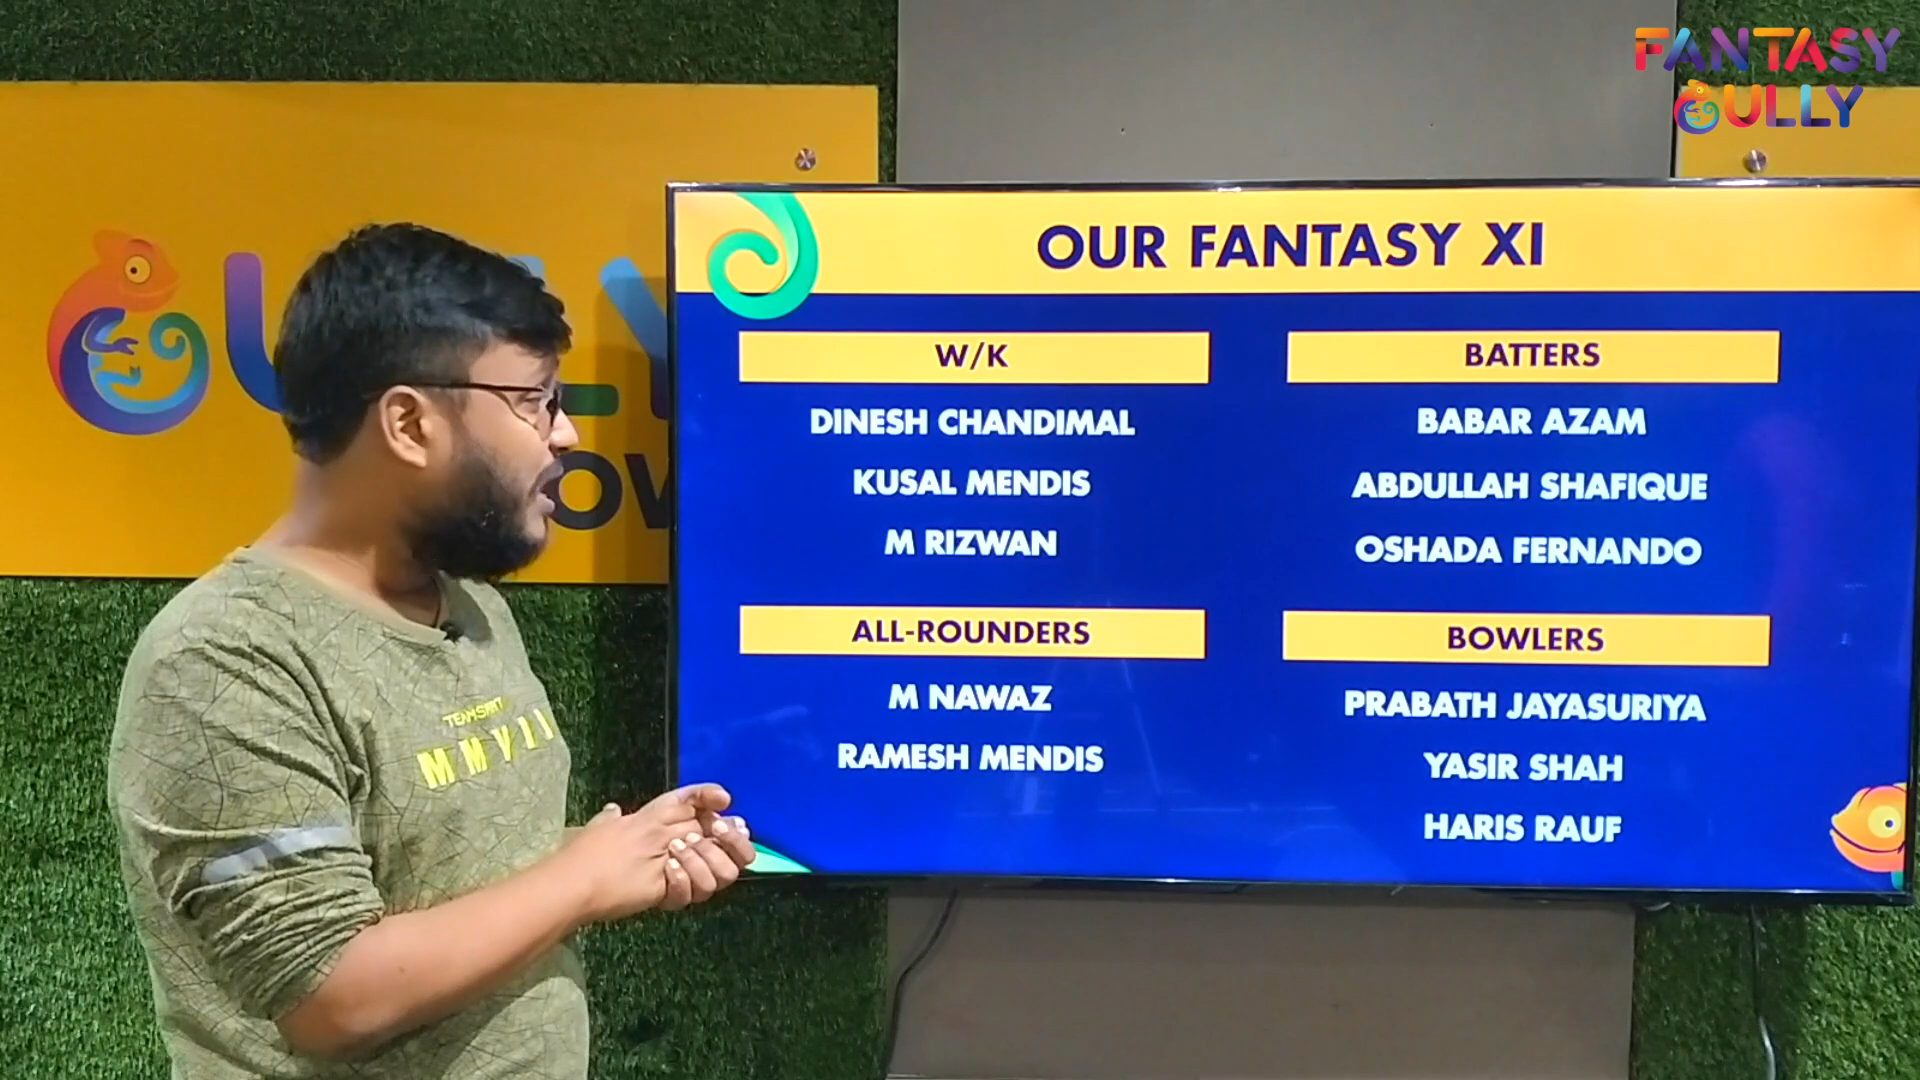 FANTASY
GULLY
OUR FANTASY XI
W/K
DINESH CHANDIMAL
KUSAL MENDIS
M RIZWAN
BATTERS
BABAR AZAM
ABDULLAH SHAFIQUE
OSHADA FERNANDO
ALL-ROUNDERS
M NAWAZ
RAMESH MENDIS
BOWLERS
PRABATH JAYASURIYA
YASIR SHAH
HARIS RAUF
MMVII